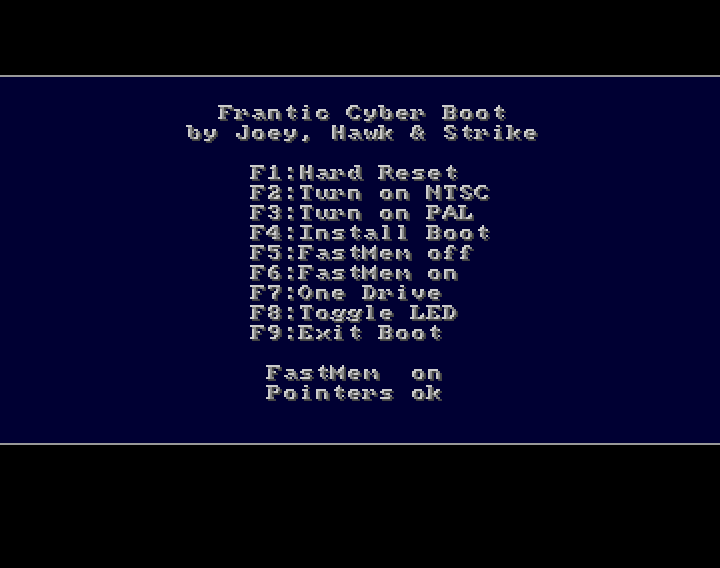 Frantic Cyber Boot
by Joey, Hawk & Strike
F1:Hard Reset
F2:Turn on NTSC
F3:Turn on PAL
F4:Install Boot
F5:FastMem off
F6:FastMem on
F7:One Drive
F8:Toggle LED
F9:Exit Boot
FastMem  on
Pointers ok